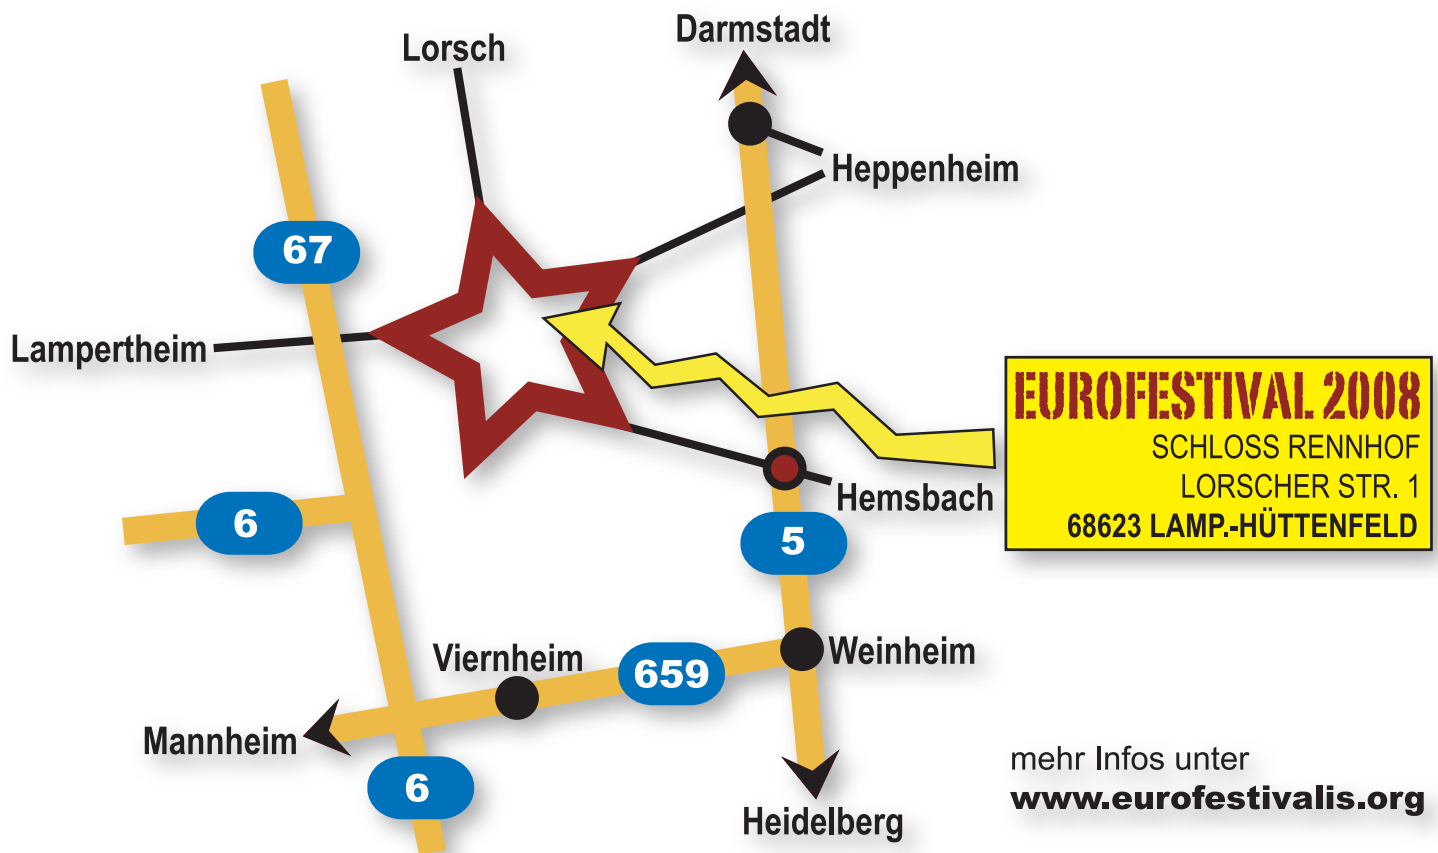 Darmstadt
Lorsch
Heppenheim
67
Lampertheim
EUROFESTIVAL 2008
SCHLOSS RENNHOF
LORSCHER STR. 1
68623 LAMP.-HÜTTENFELD
Hemsbach
6
5
Viernheim
659
Weinheim
Mannheim
6
Heidelberg
mehr Infos unter
www.eurofestivalis.org